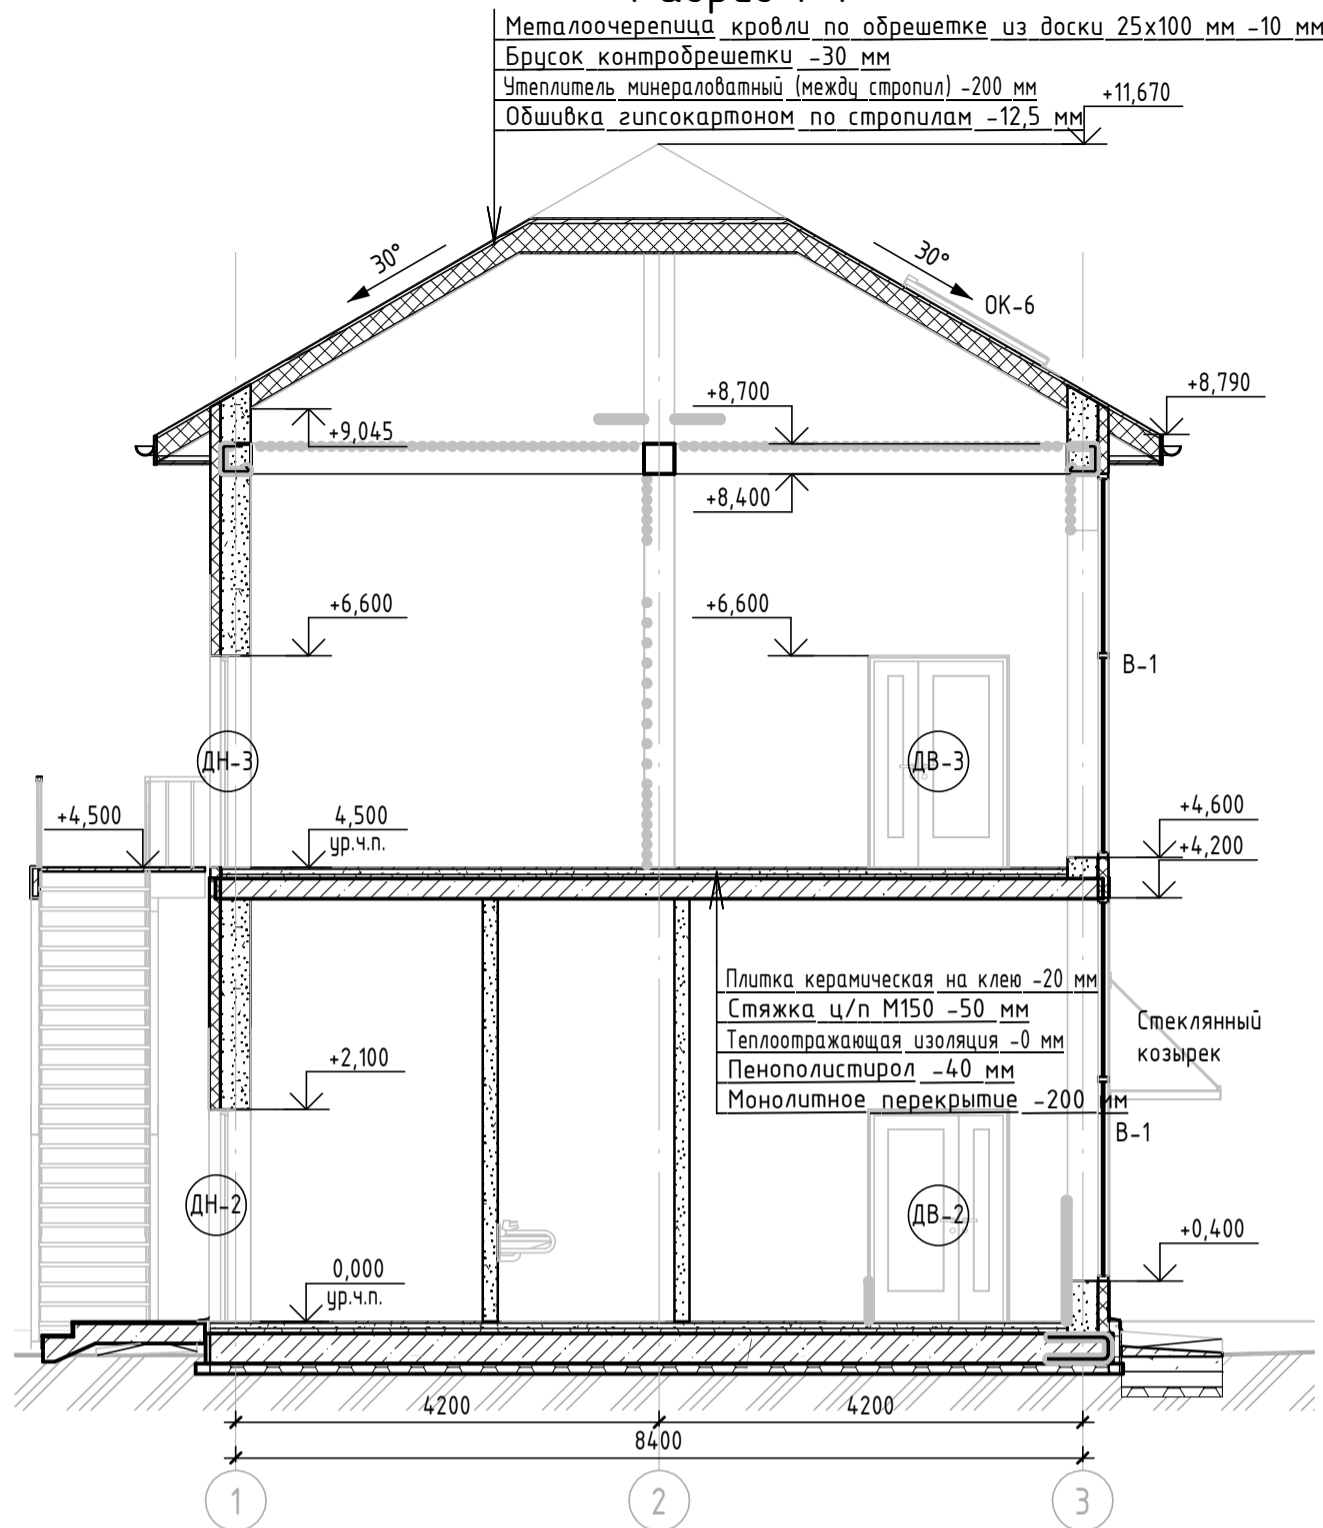 Металоочерепица кровли по обрешетке из доски 25x100 мм -10 мм
Брусок контробрешетки -30 мм
Утеплитель минераловатный (между стропил) -200 мм
Обшивка гипсокартоном по стропилам -12,5 мм
+11,670
30°
30°
ОК-6
+8,790
+8,700
+9,045
+8,400
+6,600
+6,600
В-1
ДН-3
ДВ-3
+4,500
4,500
ур.ч.п.
+4,600
+4,200
Плитка керамическая на клею -20 мм
Стяжка ц/п М150 -50 мм
Теплоотражающая изоляция -0 мм
Пенополистирол -40 мм
Монолитное перекрытие -200 мм
Стеклянный
козырек
+2,100
В-1
ДН-2
ДВ-2
+0,400
0,000
ур.ч.п.
4200
4200
8400
1
2
3